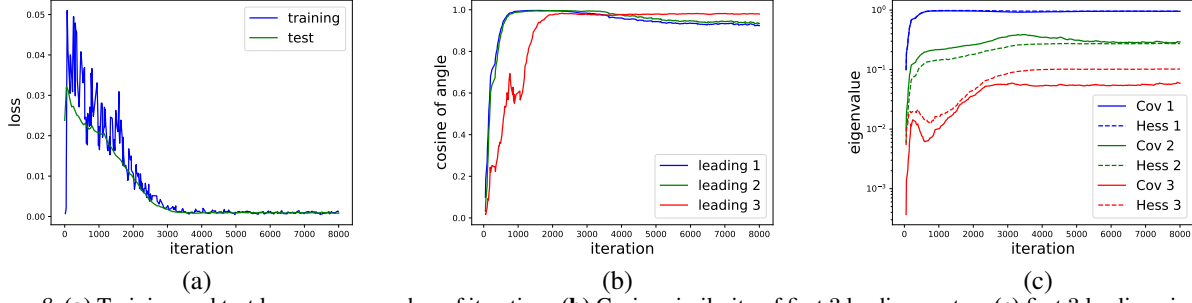 training
test
loss
0.05
0.04
0.03
0.02
0.01
0.00
0 1000 2000 3000 4000 5000 6000 7000 8000
iteration
(a)
cosine of angle
1.0
0.8
0.6
0.4
0.2
0.0
leading 1
leading 2
leading 3
0 1000 2000 3000 4000 5000 6000 7000 8000
iteration
(b)
eigenvalue
10⁰
10⁻¹
10⁻²
10⁻³
Cov 1
Hess 1
Cov 2
Hess 2
Cov 3
Hess 3
0 1000 2000 3000 4000 5000 6000 7000 8000
iteration
(c)